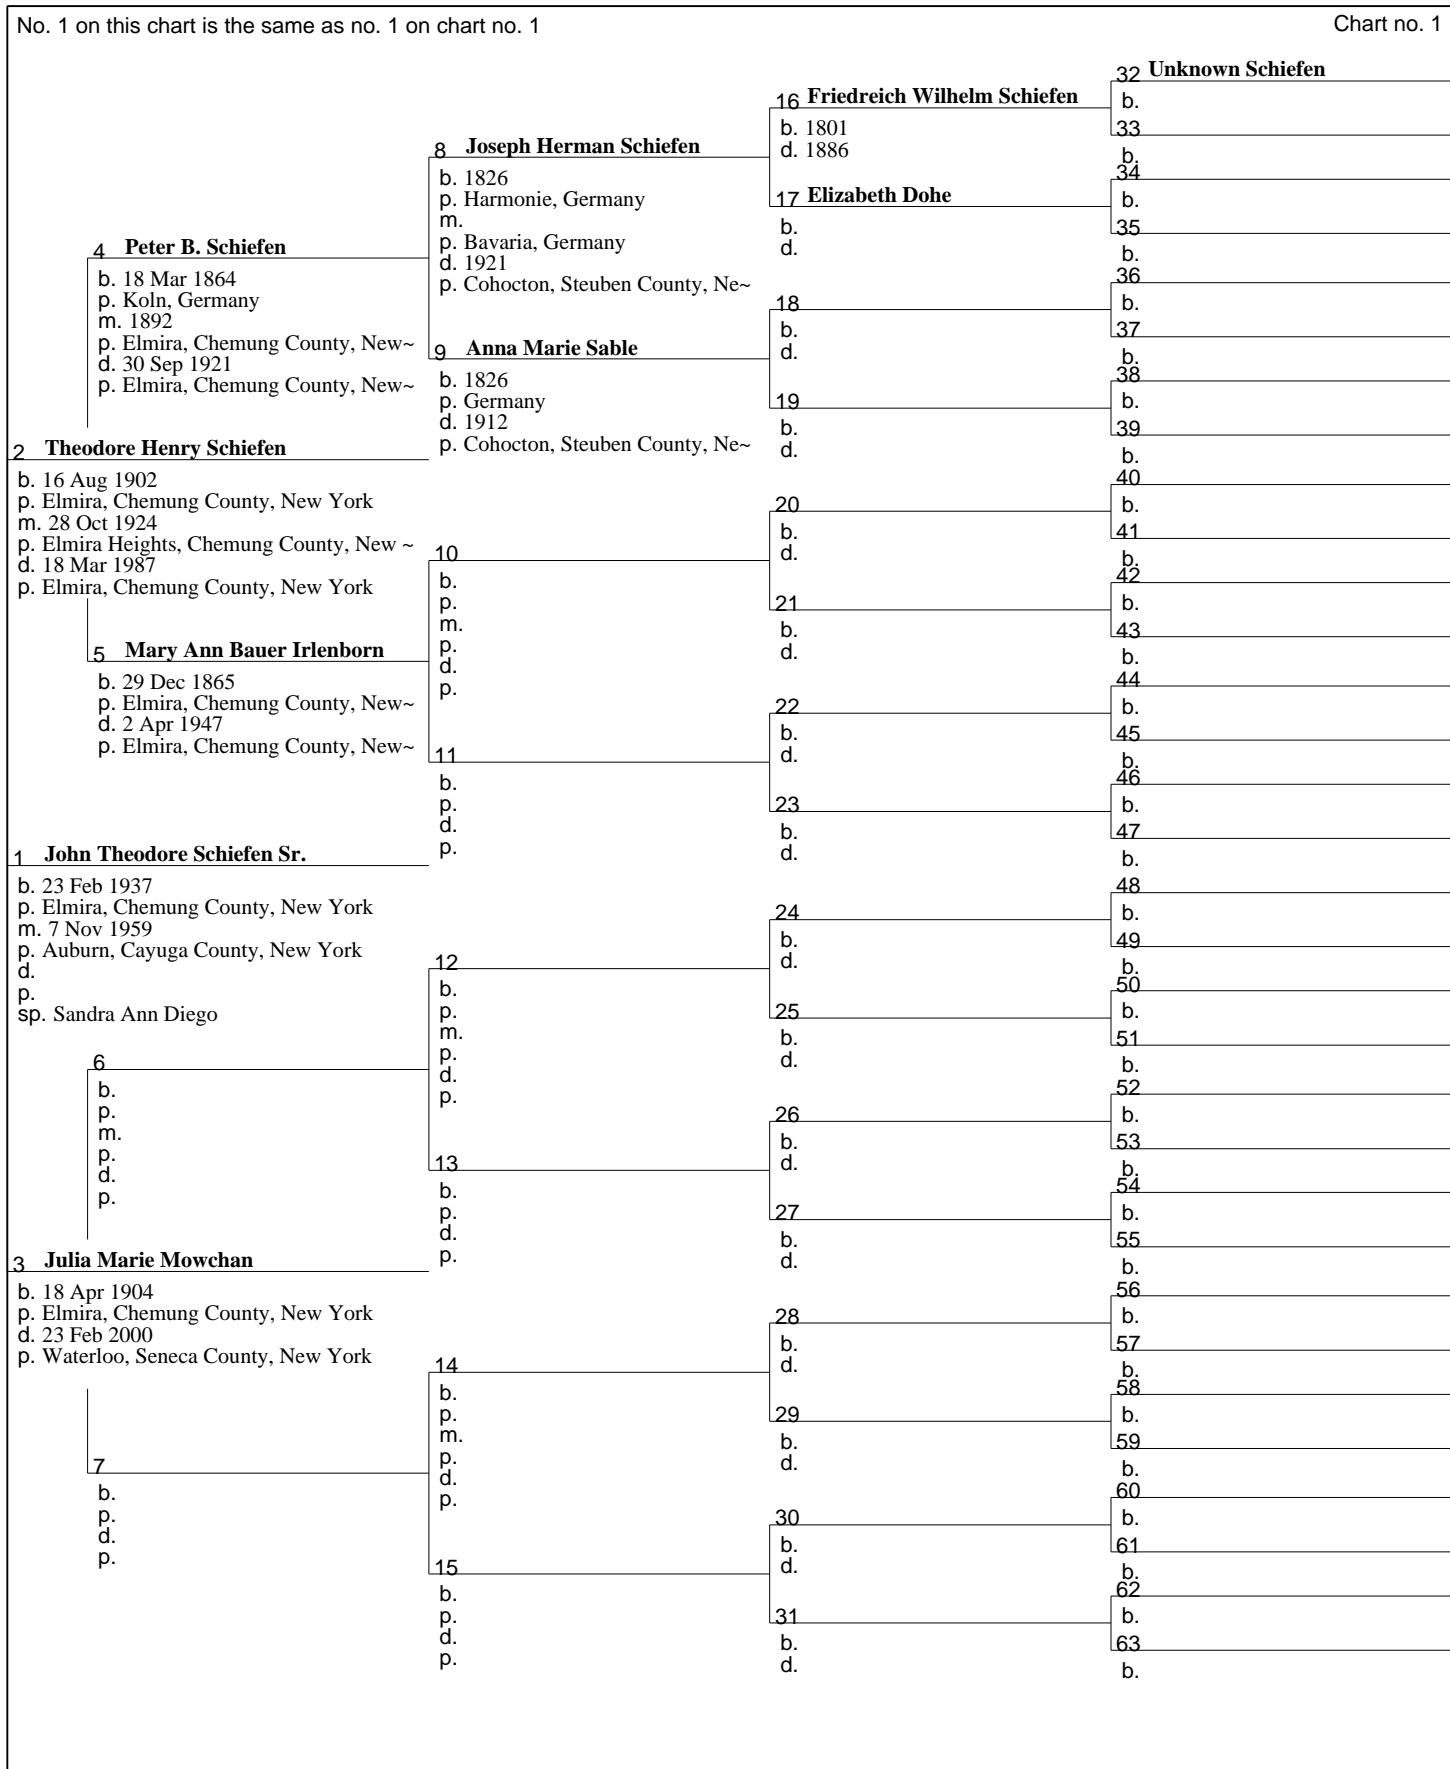 No. 1 on this chart is the same as no. 1 on chart no. 1
Chart no. 1
2 Theodore Henry Schiefen
b. 16 Aug 1902
p. Elmira, Chemung County, New York
m. 28 Oct 1924
p. Elmira Heights, Chemung County, New ~
d. 18 Mar 1987
p. Elmira, Chemung County, New York
1 John Theodore Schiefen Sr.
b. 23 Feb 1937
p. Elmira, Chemung County, New York
m. 7 Nov 1959
p. Auburn, Cayuga County, New York
d.
p.
sp. Sandra Ann Diego
3 Julia Marie Mowchan
b. 18 Apr 1904
p. Elmira, Chemung County, New York
d. 23 Feb 2000
p. Waterloo, Seneca County, New York
4 Peter B. Schiefen
b. 18 Mar 1864
p. Koln, Germany
m. 1892
p. Elmira, Chemung County, New~
d. 30 Sep 1921
p. Elmira, Chemung County, New~
5 Mary Ann Bauer Irlenborn
b. 29 Dec 1865
p. Elmira, Chemung County, New~
d. 2 Apr 1947
p. Elmira, Chemung County, New~
6
b.
p.
m.
p.
d.
p.
7
b.
p.
d.
p.
8 Joseph Herman Schiefen
b. 1826
p. Harmonie, Germany
m.
p. Bavaria, Germany
d. 1921
p. Cohocton, Steuben County, Ne~
9 Anna Marie Sable
b. 1826
p. Germany
d. 1912
p. Cohocton, Steuben County, Ne~
10
b.
p.
m.
p.
d.
p.
11
b.
p.
d.
p.
12
b.
p.
m.
p.
d.
p.
13
b.
p.
d.
p.
14
b.
p.
m.
p.
d.
p.
15
b.
p.
d.
p.
16 Friedreich Wilhelm Schiefen
b. 1801
d. 1886
17 Elizabeth Dohe
b.
d.
18
b.
d.
19
b.
d.
20
b.
d.
21
b.
d.
22
b.
d.
23
b.
d.
24
b.
d.
25
b.
d.
26
b.
d.
27
b.
d.
28
b.
d.
29
b.
d.
30
b.
d.
31
b.
d.
32 Unknown Schiefen
b.
33
b.
34
b.
35
b.
36
b.
37
b.
38
b.
39
b.
40
b.
41
b.
42
b.
43
b.
44
b.
45
b.
46
b.
47
b.
48
b.
49
b.
50
b.
51
b.
52
b.
53
b.
54
b.
55
b.
56
b.
57
b.
58
b.
59
b.
60
b.
61
b.
62
b.
63
b.